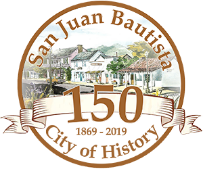 San Juan Bautista
150
1869 - 2019
City of History